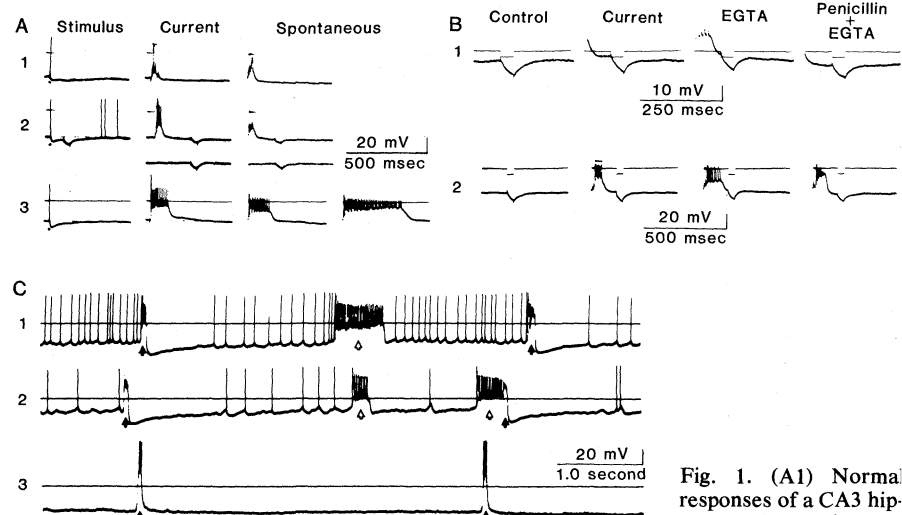 A Stimulus Current Spontaneous
1
2
20 mV
500 msec
3
B Control Current EGTA Penicillin + EGTA
1
10 mV
250 msec
2
20 mV
500 msec
C
1
2
20 mV
1.0 second
3
Fig. 1. (A1) Normal
responses of a CA3 hip-